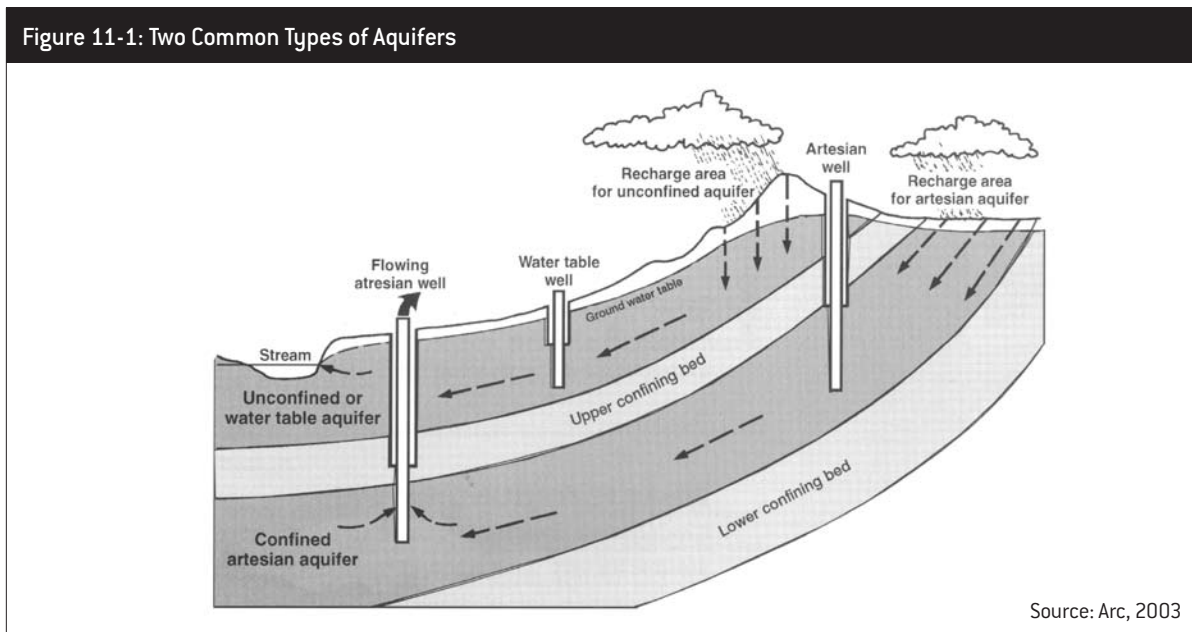 Figure 11-1: Two Common Types of Aquifers
Recharge area
for unconfined aquifer
Artesian
well
Recharge area
for artesian aquifer
Flowing
atresian well
Water table
well
Ground water table
Stream
Unconfined or
water table aquifer
Upper confining bed
Lower confining bed
Confined
artesian aquifer
Source: Arc, 2003